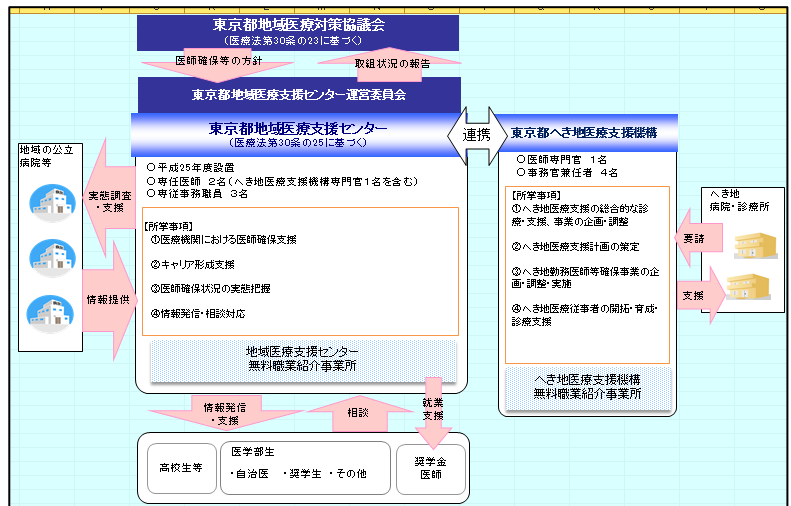 東京都地域医療対策協議会
(医療法第30条の23に基づく)
医師確保等の方針
取組状況の報告
東京都地域医療支援センター運営委員会
東京都地域医療支援センター
(医療法第30条の25に基づく)
連携
東京都へき地医療支援機構
地域の公立
病院等
実態調査
・支援
情報提供
○平成25年度設置
○専任医師 2名(へき地医療支援機構専門官1名を含む)
○専従事務職員 3名
【所掌事項】
①医療機関における医師確保支援
②キャリア形成支援
③医師確保状況の実態把握
④情報発信・相談対応
地域医療支援センター
無料職業紹介事業所
○医師専門官 1名
○事務官兼任者 4名
【所掌事項】
①へき地医療支援の総合的な診
療・支援、事業の企画・調整
②へき地医療支援計画の策定
③へき地勤務医師等確保事業の企
画・調整・実施
④へき地医療従事者の開拓・育成・
診療支援
へき地医療支援機構
無料職業紹介事業所
へき地
病院・診療所
要請
支援
情報発信
・支援
相談
就業
支援
高校生等
医学部生
・自治医 ・奨学生 ・その他
奨学金
医師